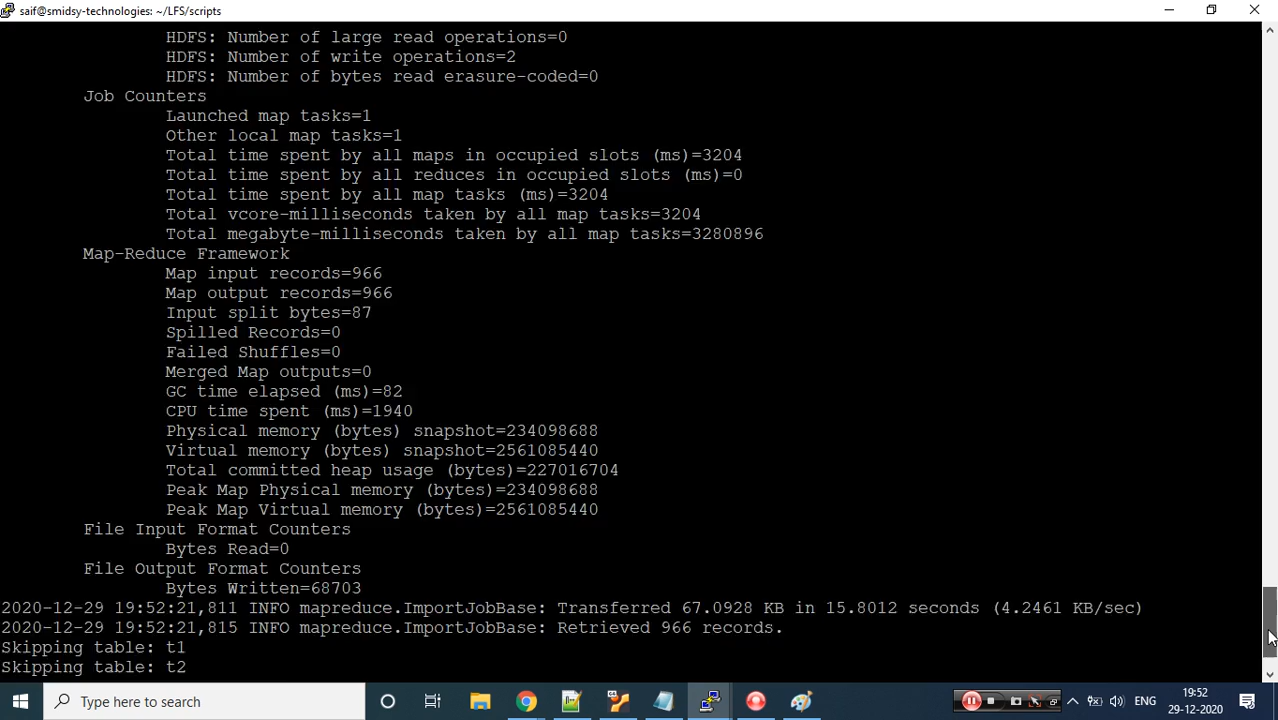 saif@smidsy-technologies: ~/LFS/scripts
HDFS: Number of large read operations=0
HDFS: Number of write operations=2
HDFS: Number of bytes read erasure-coded=0
Job Counters
Launched map tasks=1
Other local map tasks=1
Total time spent by all maps in occupied slots (ms)=3204
Total time spent by all reduces in occupied slots (ms)=0
Total time spent by all map tasks (ms)=3204
Total vcore-milliseconds taken by all map tasks=3204
Total megabyte-milliseconds taken by all map tasks=3280896
Map-Reduce Framework
Map input records=966
Map output records=966
Input split bytes=87
Spilled Records=0
Failed Shuffles=0
Merged Map outputs=0
GC time elapsed (ms)=82
CPU time spent (ms)=1940
Physical memory (bytes) snapshot=234098688
Virtual memory (bytes) snapshot=2561085440
Total committed heap usage (bytes)=227016704
Peak Map Physical memory (bytes)=234098688
Peak Map Virtual memory (bytes)=2561085440
File Input Format Counters
Bytes Read=0
File Output Format Counters
Bytes Written=68703
2020-12-29 19:52:21,811 INFO mapreduce.ImportJobBase: Transferred 67.0928 KB in 15.8012 seconds (4.2461 KB/sec)
2020-12-29 19:52:21,815 INFO mapreduce.ImportJobBase: Retrieved 966 records.
Skipping table: t1
Skipping table: t2
Type here to search
ENG
19:52
29-12-2020